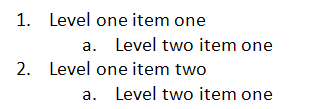 1. Level one item one
a. Level two item one
2. Level one item two
a. Level two item one